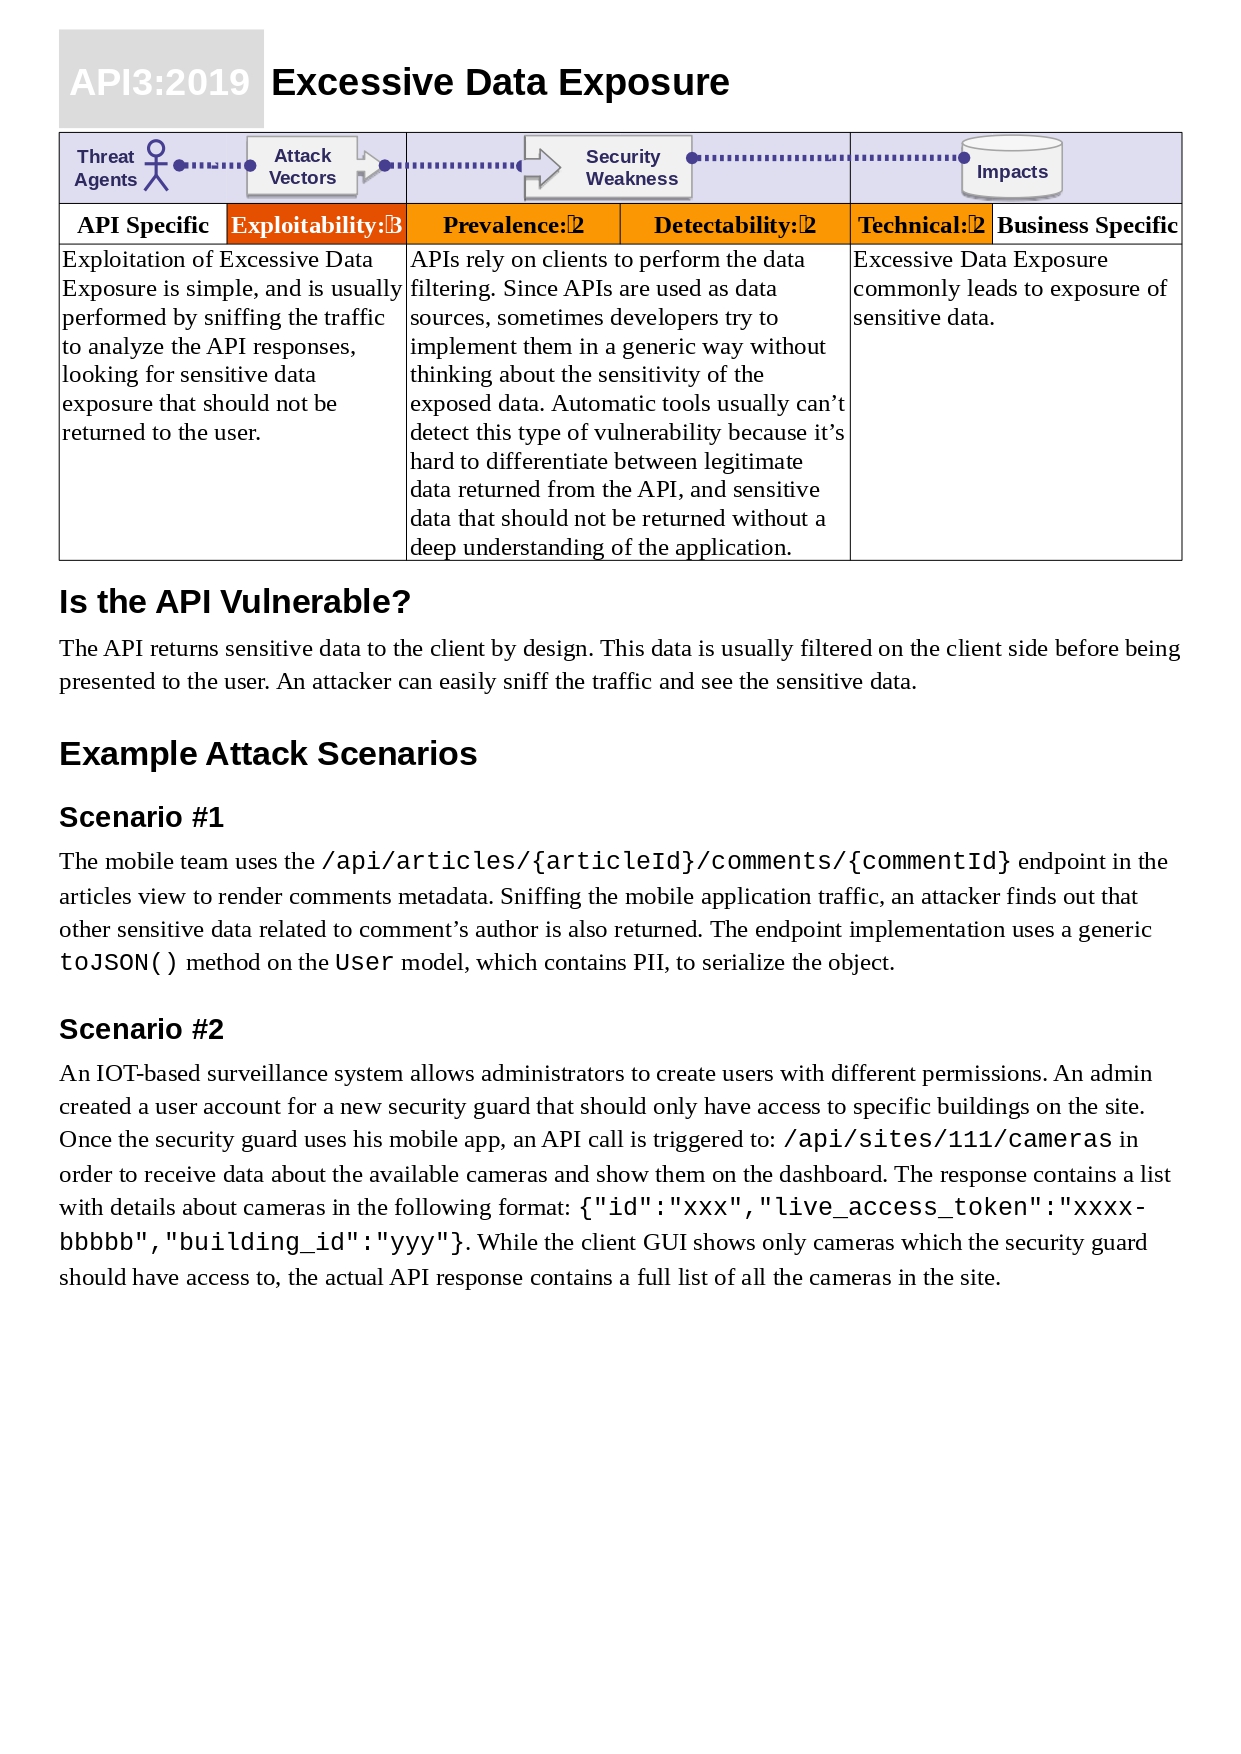 API3:2019 Excessive Data Exposure
Threat Agents
Attack Vectors
Security Weakness
Impacts
API Specific
Exploitability: 3
Prevalence: 2
Detectability: 2
Technical: 2
Business Specific
Exploitation of Excessive Data
Exposure is simple, and is usually
performed by sniffing the traffic
to analyze the API responses,
looking for sensitive data
exposure that should not be
returned to the user.
APIs rely on clients to perform the data
filtering. Since APIs are used as data
sources, sometimes developers try to
implement them in a generic way without
thinking about the sensitivity of the
exposed data. Automatic tools usually can’t
detect this type of vulnerability because it’s
hard to differentiate between legitimate
data returned from the API, and sensitive
data that should not be returned without a
deep understanding of the application.
Excessive Data Exposure
commonly leads to exposure of
sensitive data.
Is the API Vulnerable?
The API returns sensitive data to the client by design. This data is usually filtered on the client side before being
presented to the user. An attacker can easily sniff the traffic and see the sensitive data.
Example Attack Scenarios
Scenario #1
The mobile team uses the /api/articles/{articleId}/comments/{commentId} endpoint in the
articles view to render comments metadata. Sniffing the mobile application traffic, an attacker finds out that
other sensitive data related to comment’s author is also returned. The endpoint implementation uses a generic
toJSON() method on the User model, which contains PII, to serialize the object.
Scenario #2
An IOT-based surveillance system allows administrators to create users with different permissions. An admin
created a user account for a new security guard that should only have access to specific buildings on the site.
Once the security guard uses his mobile app, an API call is triggered to: /api/sites/111/cameras in
order to receive data about the available cameras and show them on the dashboard. The response contains a list
with details about cameras in the following format: {"id":"xxx","live_access_token":"xxxx-
bbbbb","building_id":"yyy"}. While the client GUI shows only cameras which the security guard
should have access to, the actual API response contains a full list of all the cameras in the site.